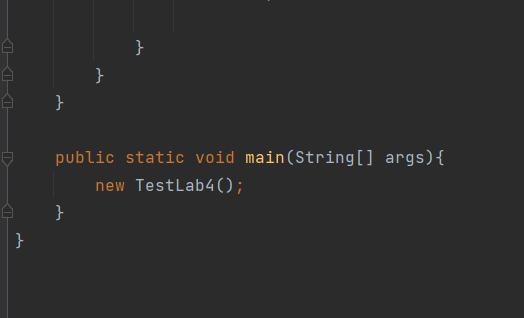 }
}
}
public static void main(String[] args){
new TestLab4();
}
}